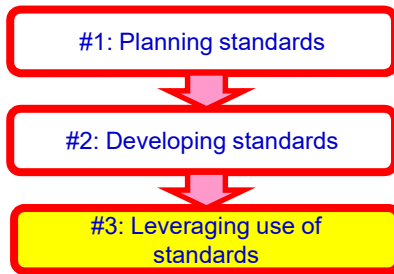 #1: Planning standards
#2: Developing standards
#3: Leveraging use of
standards